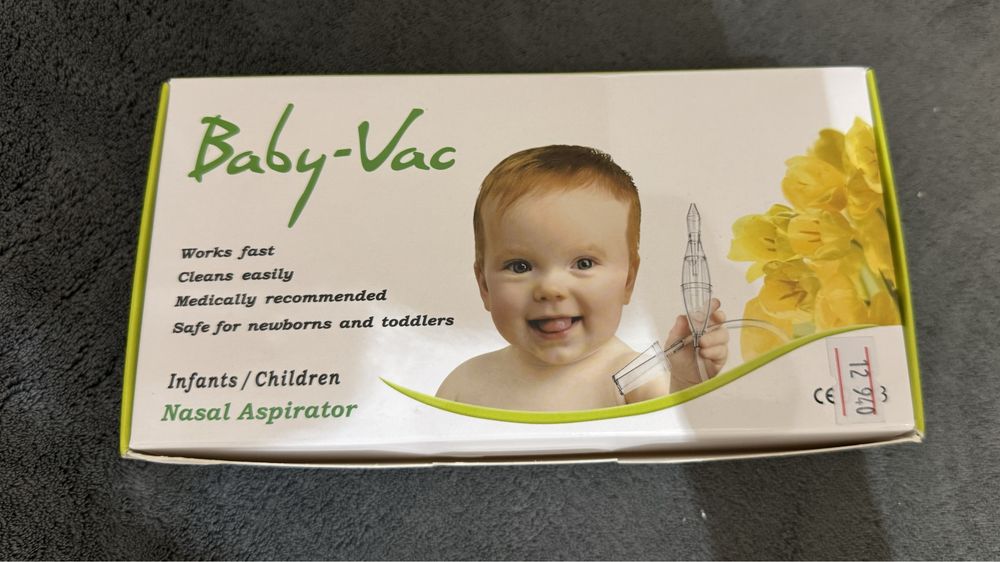 Baby-Vac
Works fast
Cleans easily
Medically recommended
Safe for newborns and toddlers
Infants / Children
Nasal Aspirator
12 940
CE